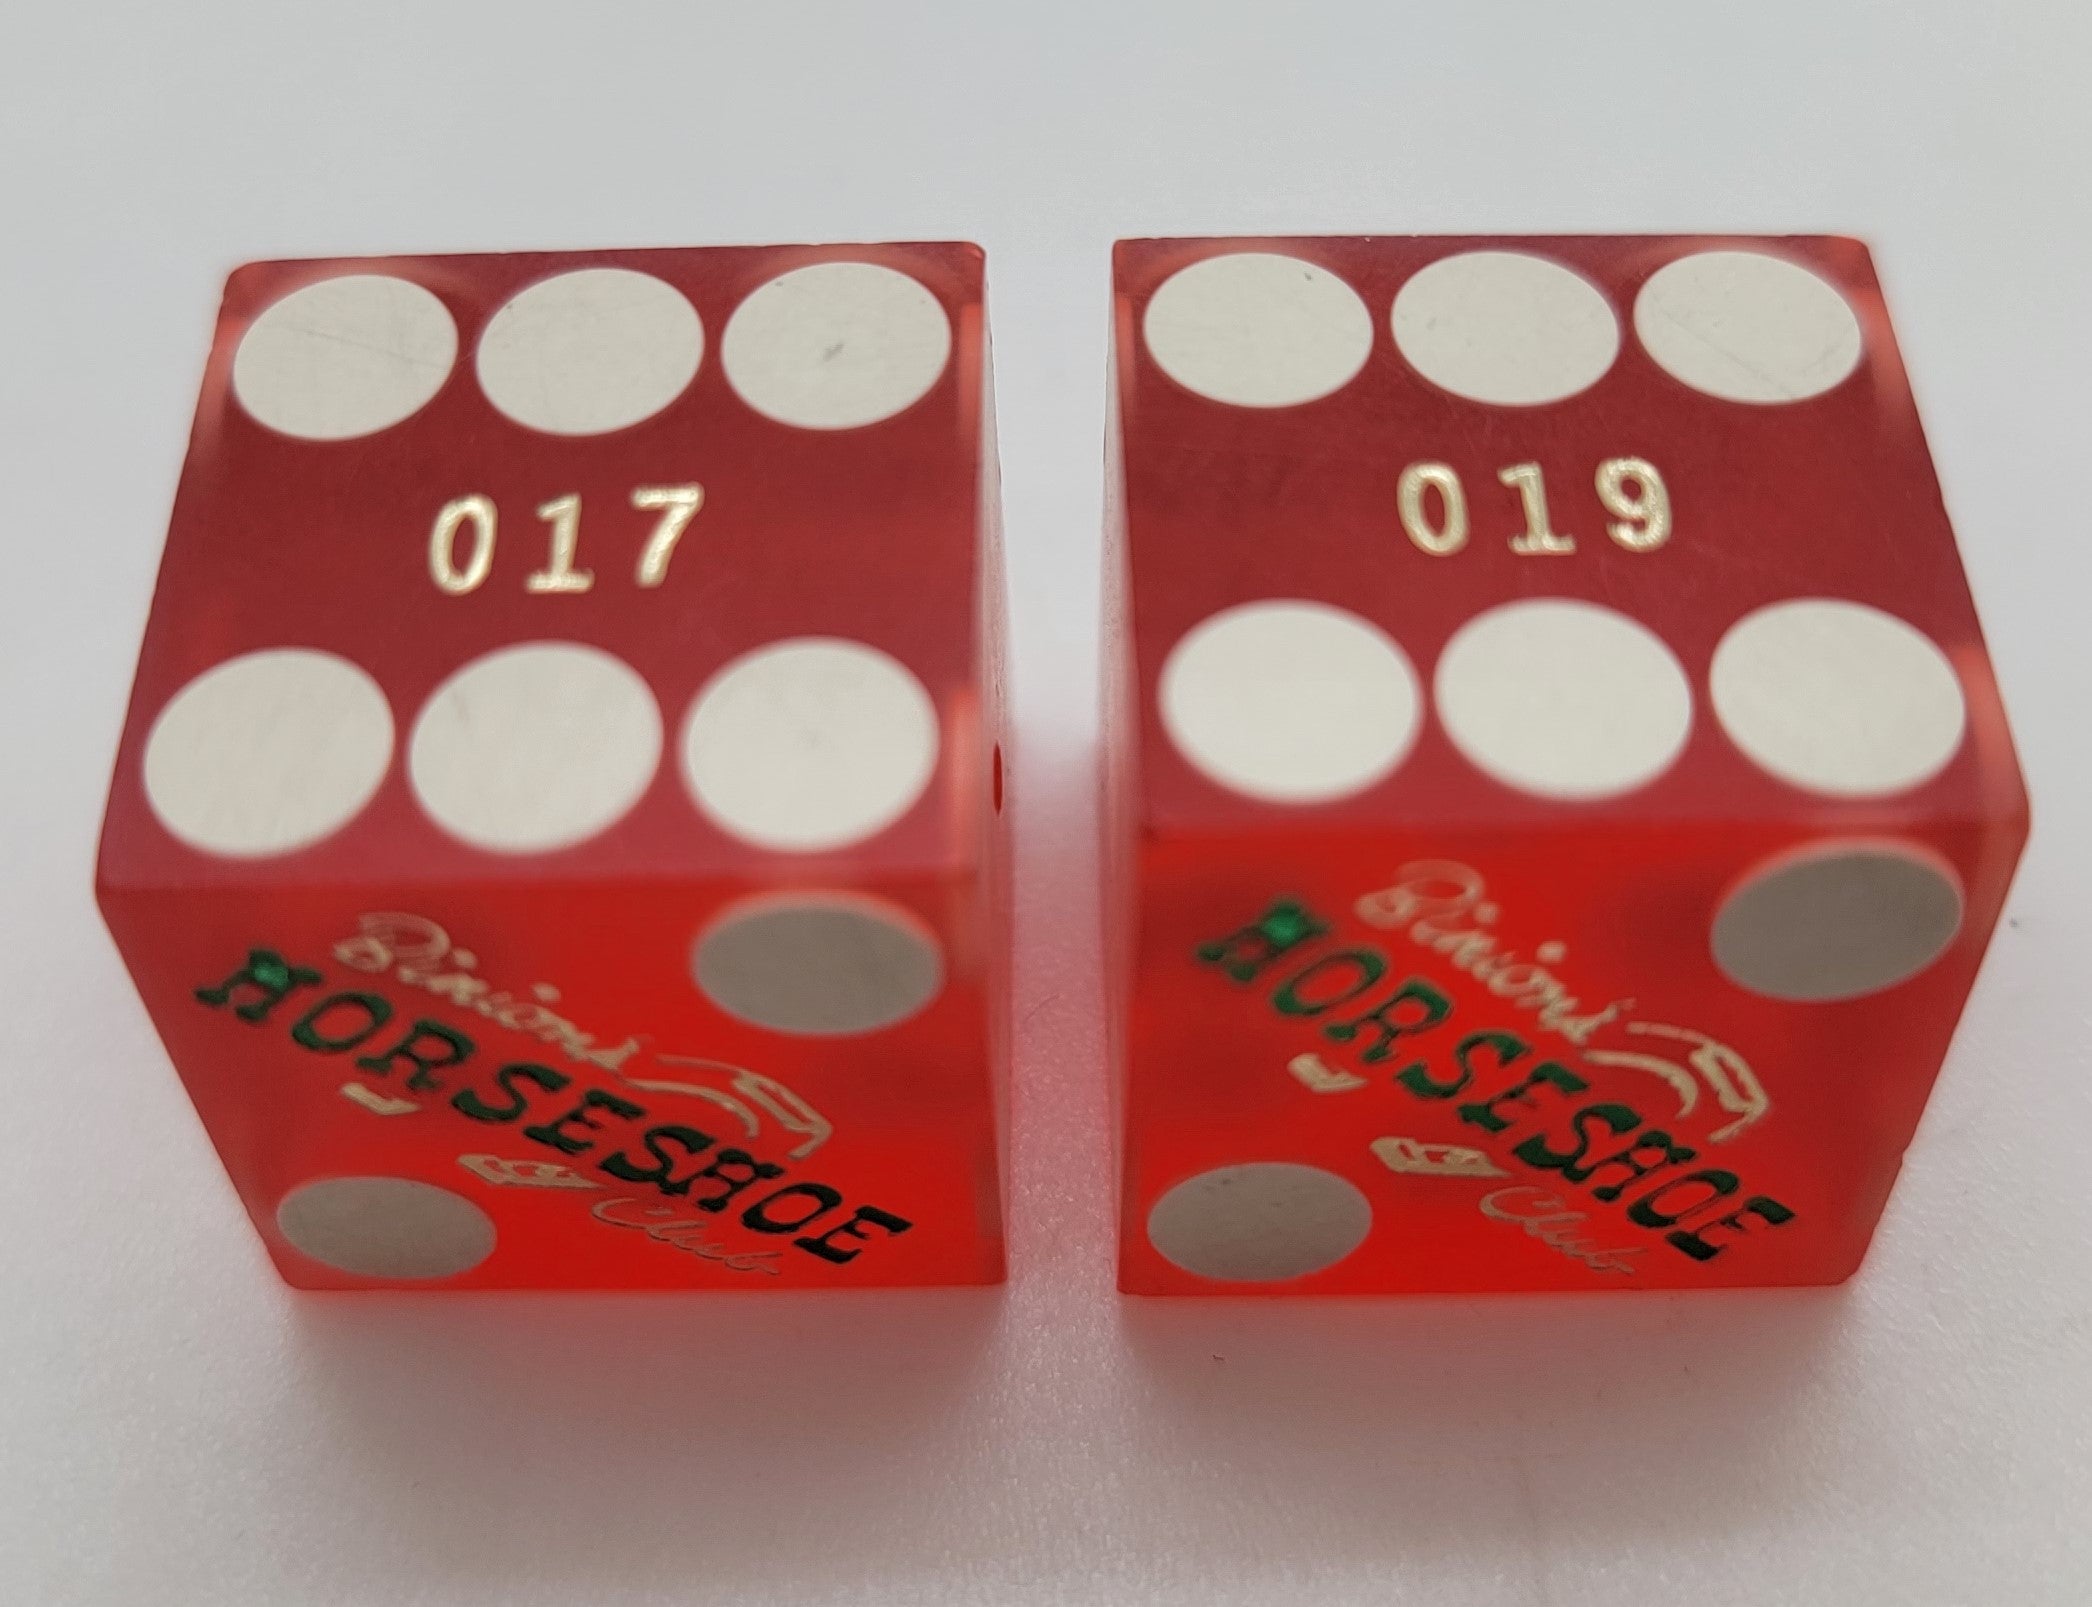 017
Binion's
HORSESHOE
Club
019
Binion's
HORSESHOE
Club